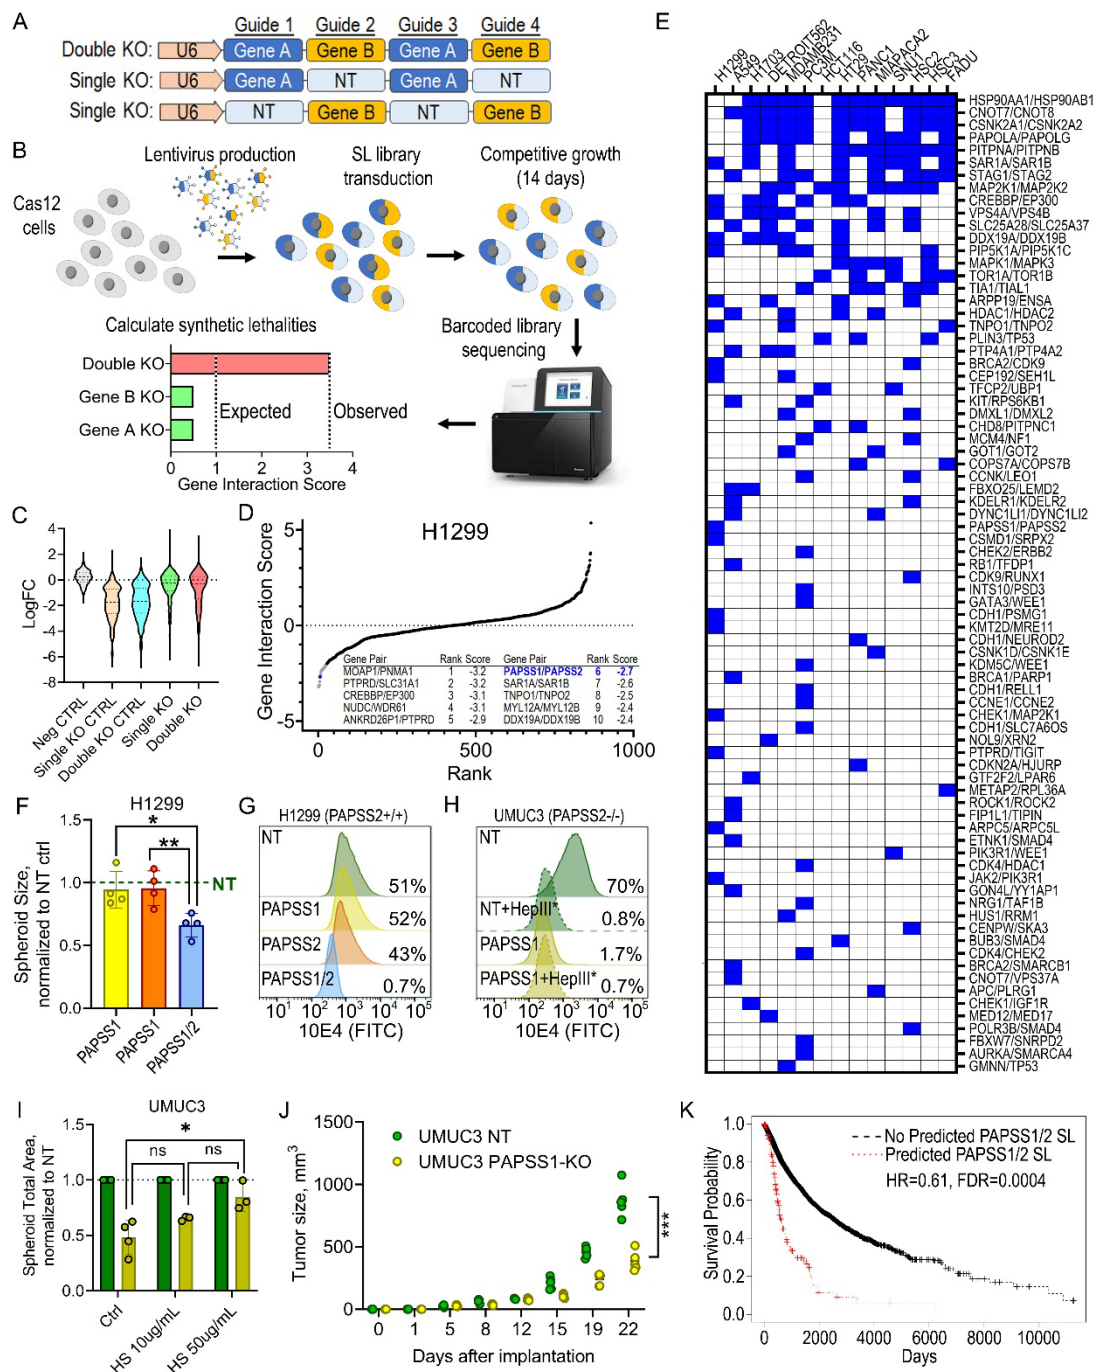 A
Guide 1 Guide 2 Guide 3 Guide 4
Double KO: U6 Gene A Gene B Gene A Gene B
Single KO: U6 Gene A NT Gene A NT
Single KO: U6 NT Gene B NT Gene B
B
Lentivirus production
SL library transduction
Competitive growth (14 days)
Cas12 cells
Calculate synthetic lethalities
Barcoded library sequencing
Double KO
Gene B KO
Gene A KO
Expected
Observed
0 1 2 3 4
Gene Interaction Score
C
LogFC
4
2
0
-2
-4
-6
-8
Neg CTRL
Single KO CTRL
Double KO CTRL
Single KO
Double KO
D
H1299
Gene Interaction Score
5
0
-5
Gene Pair Rank Score Gene Pair Rank Score
MOAP1/PNMA1 1 -3.2 PAPSS1/PAPSS2 6 -2.7
PTPRD/SLC31A1 2 -3.2 SAR1A/SAR1B 7 -2.6
CREBBP/EP300 3 -3.1 TNPO1/TNPO2 8 -2.5
NUDC/WDR61 4 -3.1 MYL12A/MYL12B 9 -2.4
ANKRD26P1/PTPRD 5 -2.9 DDX19A/DDX19B 10 -2.4
0 500 1000
Rank
E
H1299
A549
H1703
DETROIT562
MDAMB231
PC3M
HCT116
HT29
PANC1
MIAPACA2
SNU1
HSC2
HSC3
FADU
HSP90AA1/HSP90AB1
CNOT7/CNOT8
CSNK2A1/CSNK2A2
PAPOLA/PAPOLG
PITPNA/PITPNB
SAR1A/SAR1B
STAG1/STAG2
MAP2K1/MAP2K2
CREBBP/EP300
VPS4A/VPS4B
SLC25A28/SLC25A37
DDX19A/DDX19B
PIP5K1A/PIP5K1C
MAPK1/MAPK3
TOR1A/TOR1B
TIA1/TIAL1
ARPP19/ENSA
HDAC1/HDAC2
TNPO1/TNPO2
PLIN3/TP53
PTP4A1/PTP4A2
BRCA2/CDK9
CEP192/SEH1L
TFCP2/UBP1
KIT/RPS6KB1
DMXL1/DMXL2
CHD8/PITPNC1
MCM4/NF1
GOT1/GOT2
COPS7A/COPS7B
CCNK/LEO1
FBXO25/LEMD2
KDELR1/KDELR2
DYNC1LI1/DYNC1LI2
PAPSS1/PAPSS2
CSMD1/SRPX2
CHEK2/ERBB2
RB1/TFDP1
CDK9/RUNX1
INTS10/PSD3
GATA3/WEE1
CDH1/PSMG1
KMT2D/MRE11
CDH1/NEUROD2
CSNK1D/CSNK1E
KDM5C/WEE1
BRCA1/PARP1
CDH1/RELL1
CCNE1/CCNE2
CHEK1/MAP2K1
CDH1/SLC7A6OS
NOL9/XRN2
PTPRD/TIGIT
CDKN2A/HJURP
GTF2F2/LPAR6
METAP2/RPL36A
ROCK1/ROCK2
FIP1L1/TIPIN
ARPC5/ARPC5L
ETNK1/SMAD4
PIK3R1/WEE1
CDK4/HDAC1
JAK2/PIK3R1
GON4L/YY1AP1
NRG1/TAF1B
HUS1/RRM1
CENPW/SKA3
BUB3/SMAD4
CDK4/CHEK2
BRCA2/SMARCB1
CNOT7/VPS37A
APC/PLRG1
CHEK1/IGF1R
MED12/MED17
POLR3B/SMAD4
FBXW7/SNRPD2
AURKA/SMARCA4
GMNN/TP53
F
H1299
Spheroid Size, normalized to NT ctrl
1.5
1.0
0.5
0.0
*
**
NT
PAPSS1
PAPSS1
PAPSS1/2
G
H1299 (PAPSS2+/+)
NT 51%
PAPSS1 52%
PAPSS2 43%
PAPSS1/2 0.7%
10¹ 10² 10³ 10⁴ 10⁵
10E4 (FITC)
H
UMUC3 (PAPSS2-/-)
NT 70%
NT+HepIII* 0.8%
PAPSS1 1.7%
PAPSS1+HepIII* 0.7%
10¹ 10² 10³ 10⁴ 10⁵
10E4 (FITC)
I
UMUC3
Spheroid Total Area, normalized to NT
1.5
1.0
0.5
0.0
*
ns ns
Ctrl
HS 10ug/mL
HS 50ug/mL
J
Tumor size, mm³
1500
1000
500
0
UMUC3 NT
UMUC3 PAPSS1-KO
***
0 1 5 8 12 15 19 22
Days after implantation
K
Survival Probability
1.0
0.8
0.6
0.4
0.2
0.0
No Predicted PAPSS1/2 SL
Predicted PAPSS1/2 SL
HR=0.61, FDR=0.0004
0 2000 4000 6000 8000 10000
Days